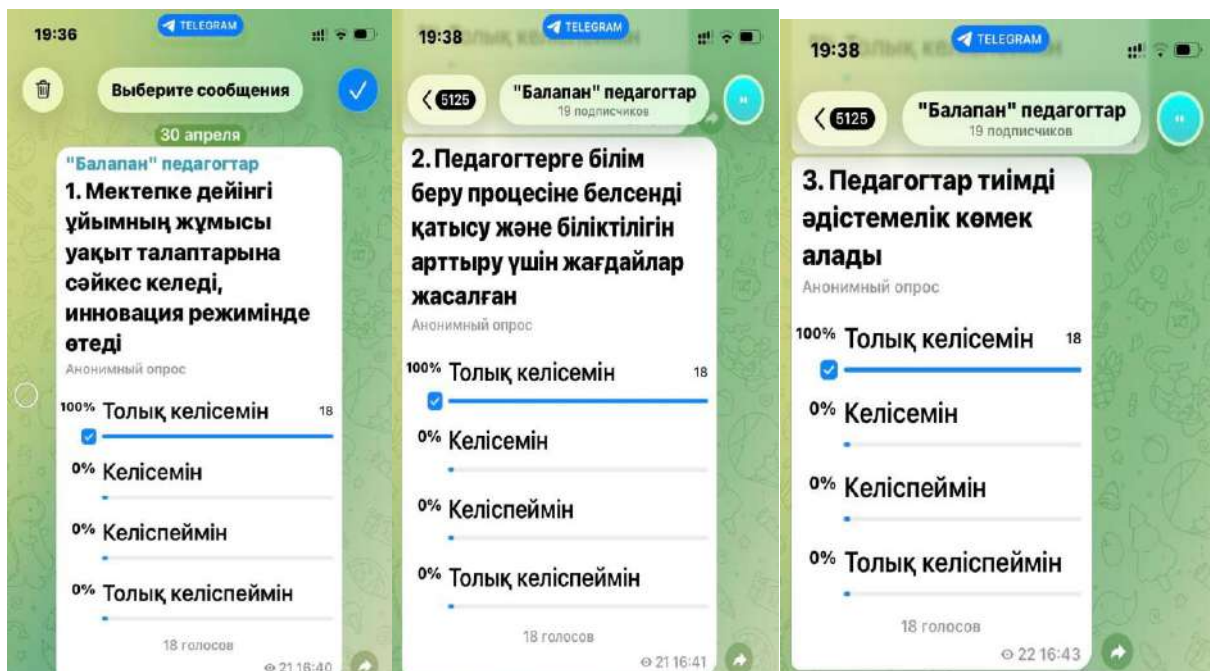 19:36
TELEGRAM
Выберите сообщения
30 апреля
"Балапан" педагогтар
1. Мектепке дейінгі
ұйымның жұмысы
уақыт талаптарына
сәйкес келеді,
инновация режимінде
өтеді
Анонимный опрос
100% Толық келісемін 18
0% Келісемін
0% Келіспеймін
0% Толық келіспеймін
18 голосов
21 16:40
19:38
TELEGRAM
5125
"Балапан" педагогтар
19 подписчиков
2. Педагогтерге білім
беру процесіне белсенді
қатысу және біліктілігін
арттыру үшін жағдайлар
жасалған
Анонимный опрос
100% Толық келісемін 18
0% Келісемін
0% Келіспеймін
0% Толық келіспеймін
18 голосов
21 16:41
19:38
TELEGRAM
5125
"Балапан" педагогтар
19 подписчиков
3. Педагогтар тиімді
әдістемелік көмек
алады
Анонимный опрос
100% Толық келісемін 18
0% Келісемін
0% Келіспеймін
0% Толық келіспеймін
18 голосов
22 16:43